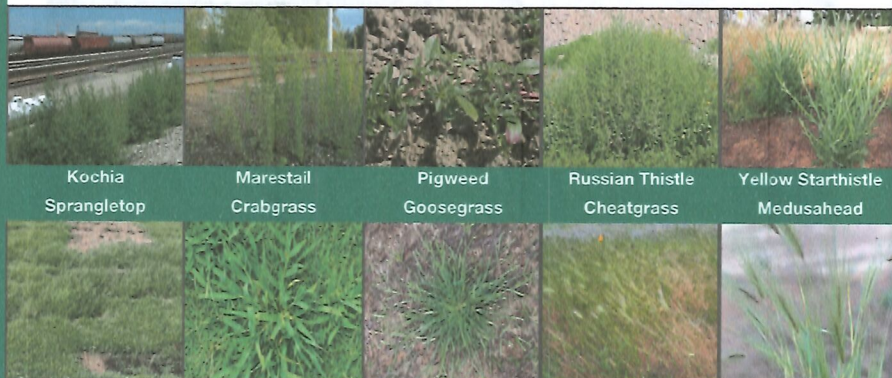 Kochia Marestail Pigweed Russian Thistle Yellow Starthistle
Sprangletop Crabgrass Goosegrass Cheatgrass Medusahead